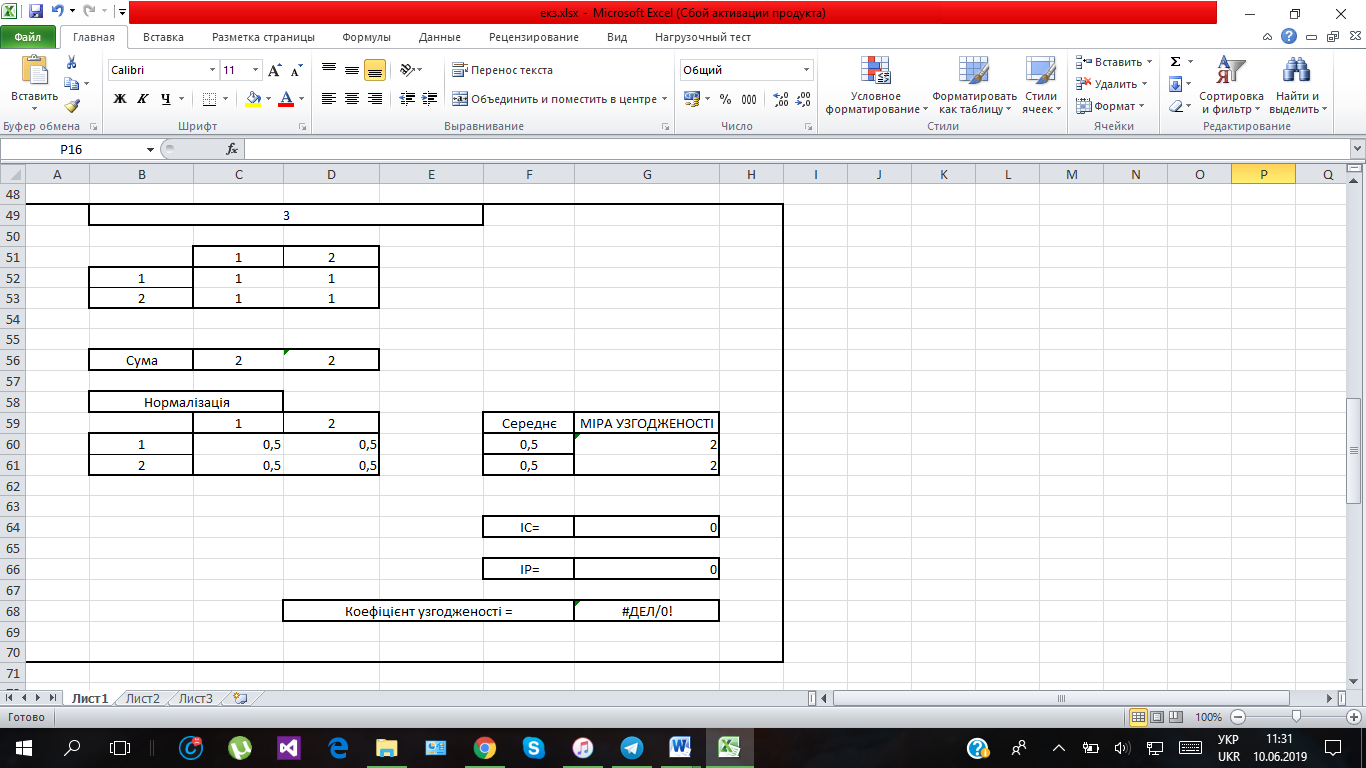 екз.xlsx - Microsoft Excel (Сбой активации продукта)
Файл Главная Вставка Разметка страницы Формулы Данные Рецензирование Вид Нагрузочный тест
Вставить
Буфер обмена
Calibri 11
Ж К Ч
Шрифт
Перенос текста
Объединить и поместить в центре
Выравнивание
Общий
% 000
Число
Условное форматирование
Форматировать как таблицу
Стили ячеек
Стили
Вставить
Удалить
Формат
Ячейки
Сортировка и фильтр
Найти и выделить
Редактирование
P16 fx
A B C D E F G H I J K L M N O P Q
48
49 3
50
51 1 2
52 1 1 1
53 2 1 1
54
55
56 Сума 2 2
57
58 Нормалізація
59 1 2 Середнє МІРА УЗГОДЖЕНОСТІ
60 1 0,5 0,5 0,5 2
61 2 0,5 0,5 0,5 2
62
63
64 ІС= 0
65
66 ІР= 0
67
68 Коефіцієнт узгодженості = #ДЕЛ/0!
69
70
71
Лист1 Лист2 Лист3
Готово 100%
УКР 11:31
UKR 10.06.2019